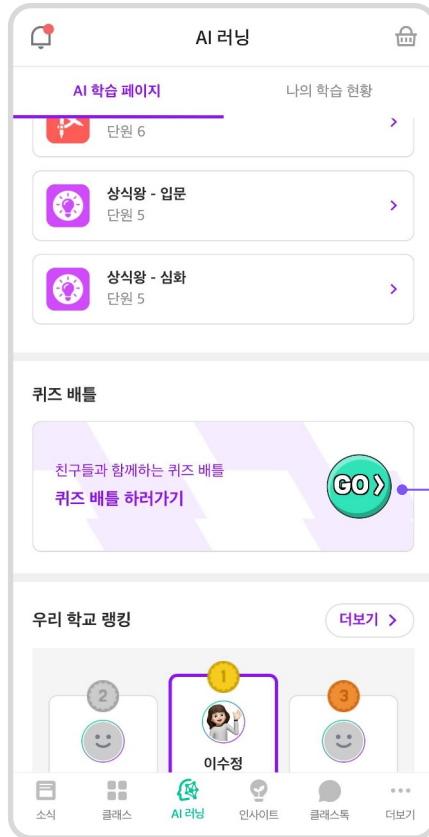 AI 러닝
AI 학습 페이지
나의 학습 현황
단원 6
상식왕 - 입문
단원 5
상식왕 - 심화
단원 5
퀴즈 배틀
친구들과 함께하는 퀴즈 배틀
퀴즈 배틀 하러가기
GO
우리 학교 랭킹
더보기
2
1
3
이수정
소식
클래스
AI 러닝
인사이트
클래스톡
더보기